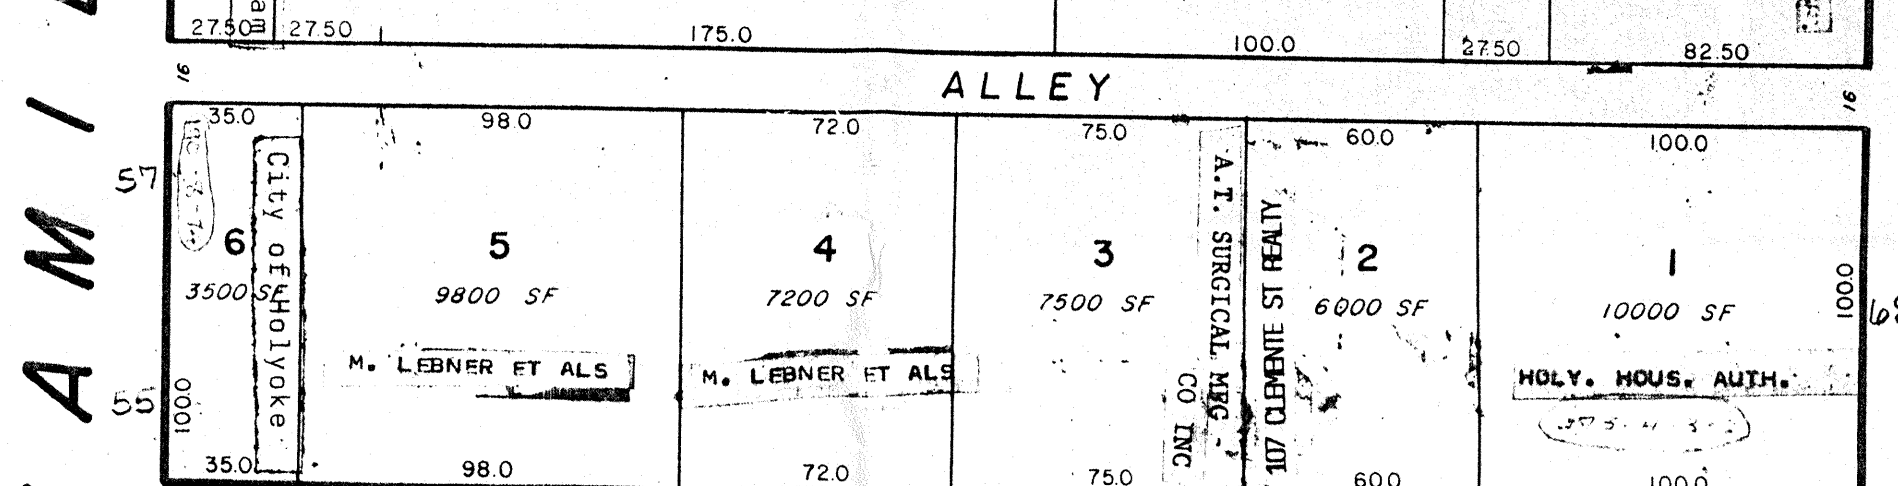 27.50
27.50
175.0
100.0
27.50
82.50
16
ALLEY
16
35.0
98.0
72.0
75.0
60.0
100.0
57
6
3500 SF
City of Holyoke
5
9800 SF
M. LEBNER ET ALS
4
7200 SF
M. LEBNER ET ALS
3
7500 SF
A.T. SURGICAL MFG -
CO INC
107 CLEMENTE ST REALTY
2
6000 SF
1
10000 SF
HOLY. HOUS. AUTH.
100.0
55
100.0
35.0
98.0
72.0
75.0
60.0
100.0